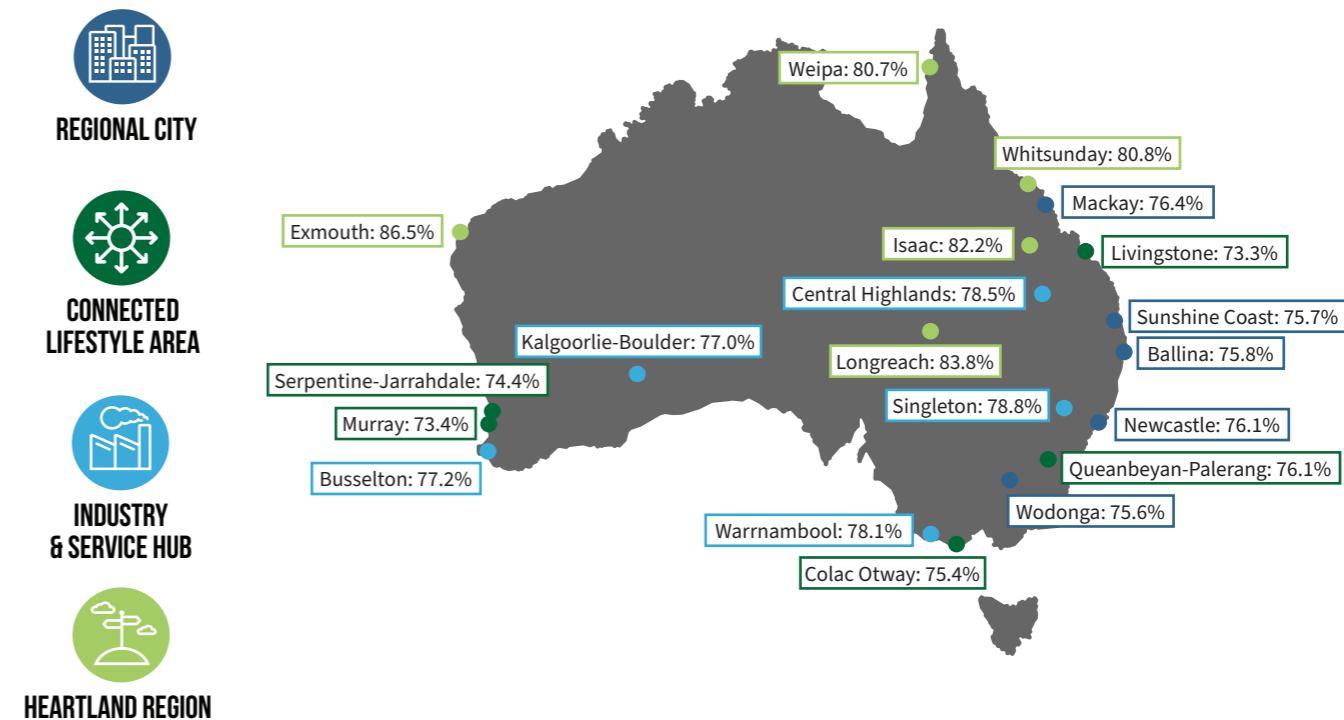 REGIONAL CITY
CONNECTED
LIFESTYLE AREA
INDUSTRY
& SERVICE HUB
HEARTLAND REGION
Weipa: 80.7%
Whitsunday: 80.8%
Mackay: 76.4%
Exmouth: 86.5%
Isaac: 82.2%
Livingstone: 73.3%
Central Highlands: 78.5%
Sunshine Coast: 75.7%
Kalgoorlie-Boulder: 77.0%
Ballina: 75.8%
Longreach: 83.8%
Serpentine-Jarrahdale: 74.4%
Singleton: 78.8%
Murray: 73.4%
Newcastle: 76.1%
Queanbeyan-Palerang: 76.1%
Busselton: 77.2%
Wodonga: 75.6%
Warrnambool: 78.1%
Colac Otway: 75.4%